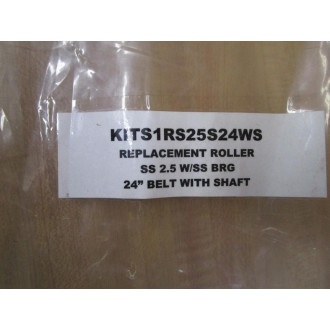 KITS1RS25S24WS
REPLACEMENT ROLLER
SS 2.5 W/SS BRG
24" BELT WITH SHAFT